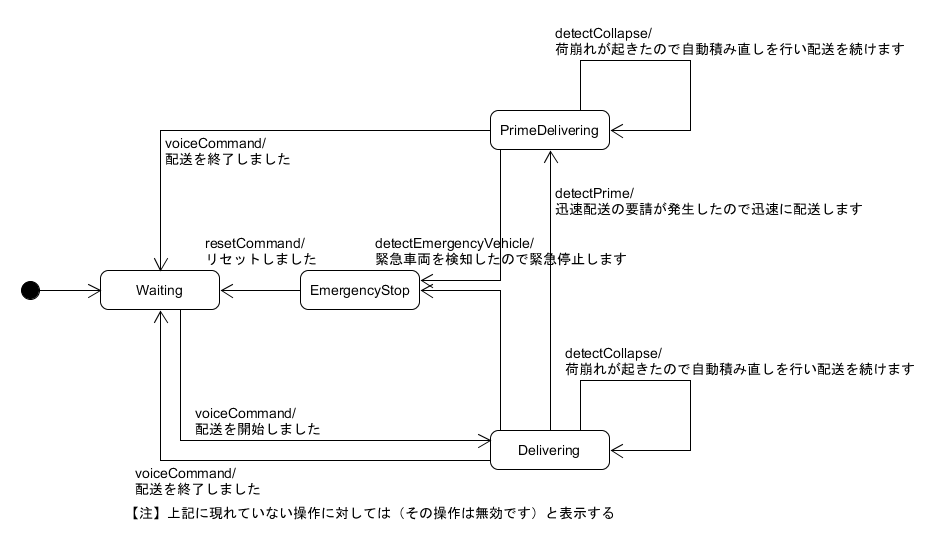 detectCollapse/
荷崩れが起きたので自動積み直しを行い配送を続けます
PrimeDelivering
voiceCommand/
配送を終了しました
detectPrime/
迅速配送の要請が発生したので迅速に配送します
resetCommand/
リセットしました
detectEmergencyVehicle/
緊急車両を検知したので緊急停止します
Waiting
EmergencyStop
detectCollapse/
荷崩れが起きたので自動積み直しを行い配送を続けます
voiceCommand/
配送を開始しました
Delivering
voiceCommand/
配送を終了しました
【注】上記に現れていない操作に対しては（その操作は無効です）と表示する